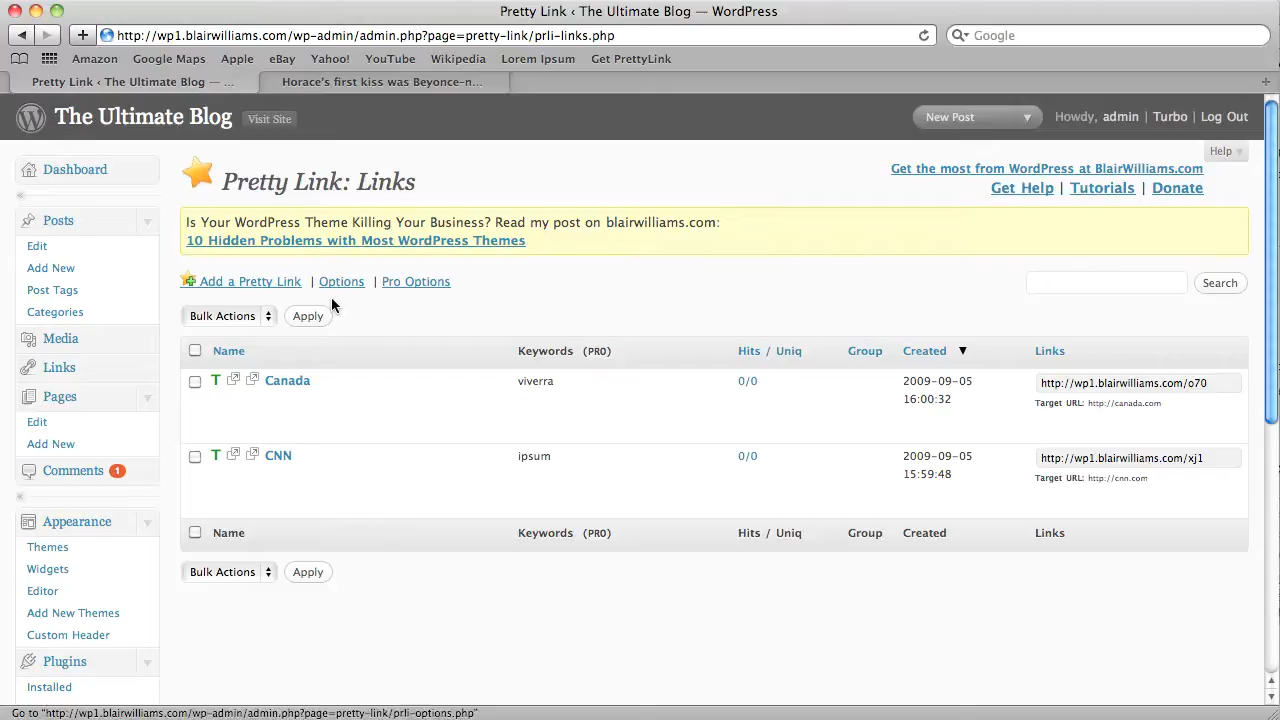 Pretty Link ‹ The Ultimate Blog — WordPress
http://wp1.blairwilliams.com/wp-admin/admin.php?page=pretty-link/prli-links.php
Google
Amazon Google Maps Apple eBay Yahoo! YouTube Wikipedia Lorem Ipsum Get PrettyLink
Pretty Link ‹ The Ultimate Blog — ...
Horace's first kiss was Beyonce-n...
The Ultimate Blog Visit Site
New Post
Howdy, admin | Turbo | Log Out
Help
Dashboard
Posts
Edit
Add New
Post Tags
Categories
Media
Links
Pages
Edit
Add New
Comments 1
Appearance
Themes
Widgets
Editor
Add New Themes
Custom Header
Plugins
Installed
Pretty Link: Links
Get the most from WordPress at BlairWilliams.com
Get Help | Tutorials | Donate
Is Your WordPress Theme Killing Your Business? Read my post on blairwilliams.com:
10 Hidden Problems with Most WordPress Themes
Add a Pretty Link | Options | Pro Options
Search
Bulk Actions Apply
Name Keywords (PRO) Hits / Uniq Group Created Links
T Canada viverra 0/0 2009-09-05 http://wp1.blairwilliams.com/o70
16:00:32 Target URL: http://canada.com
T CNN ipsum 0/0 2009-09-05 http://wp1.blairwilliams.com/xj1
15:59:48 Target URL: http://cnn.com
Name Keywords (PRO) Hits / Uniq Group Created Links
Bulk Actions Apply
Go to "http://wp1.blairwilliams.com/wp-admin/admin.php?page=pretty-link/prli-options.php"